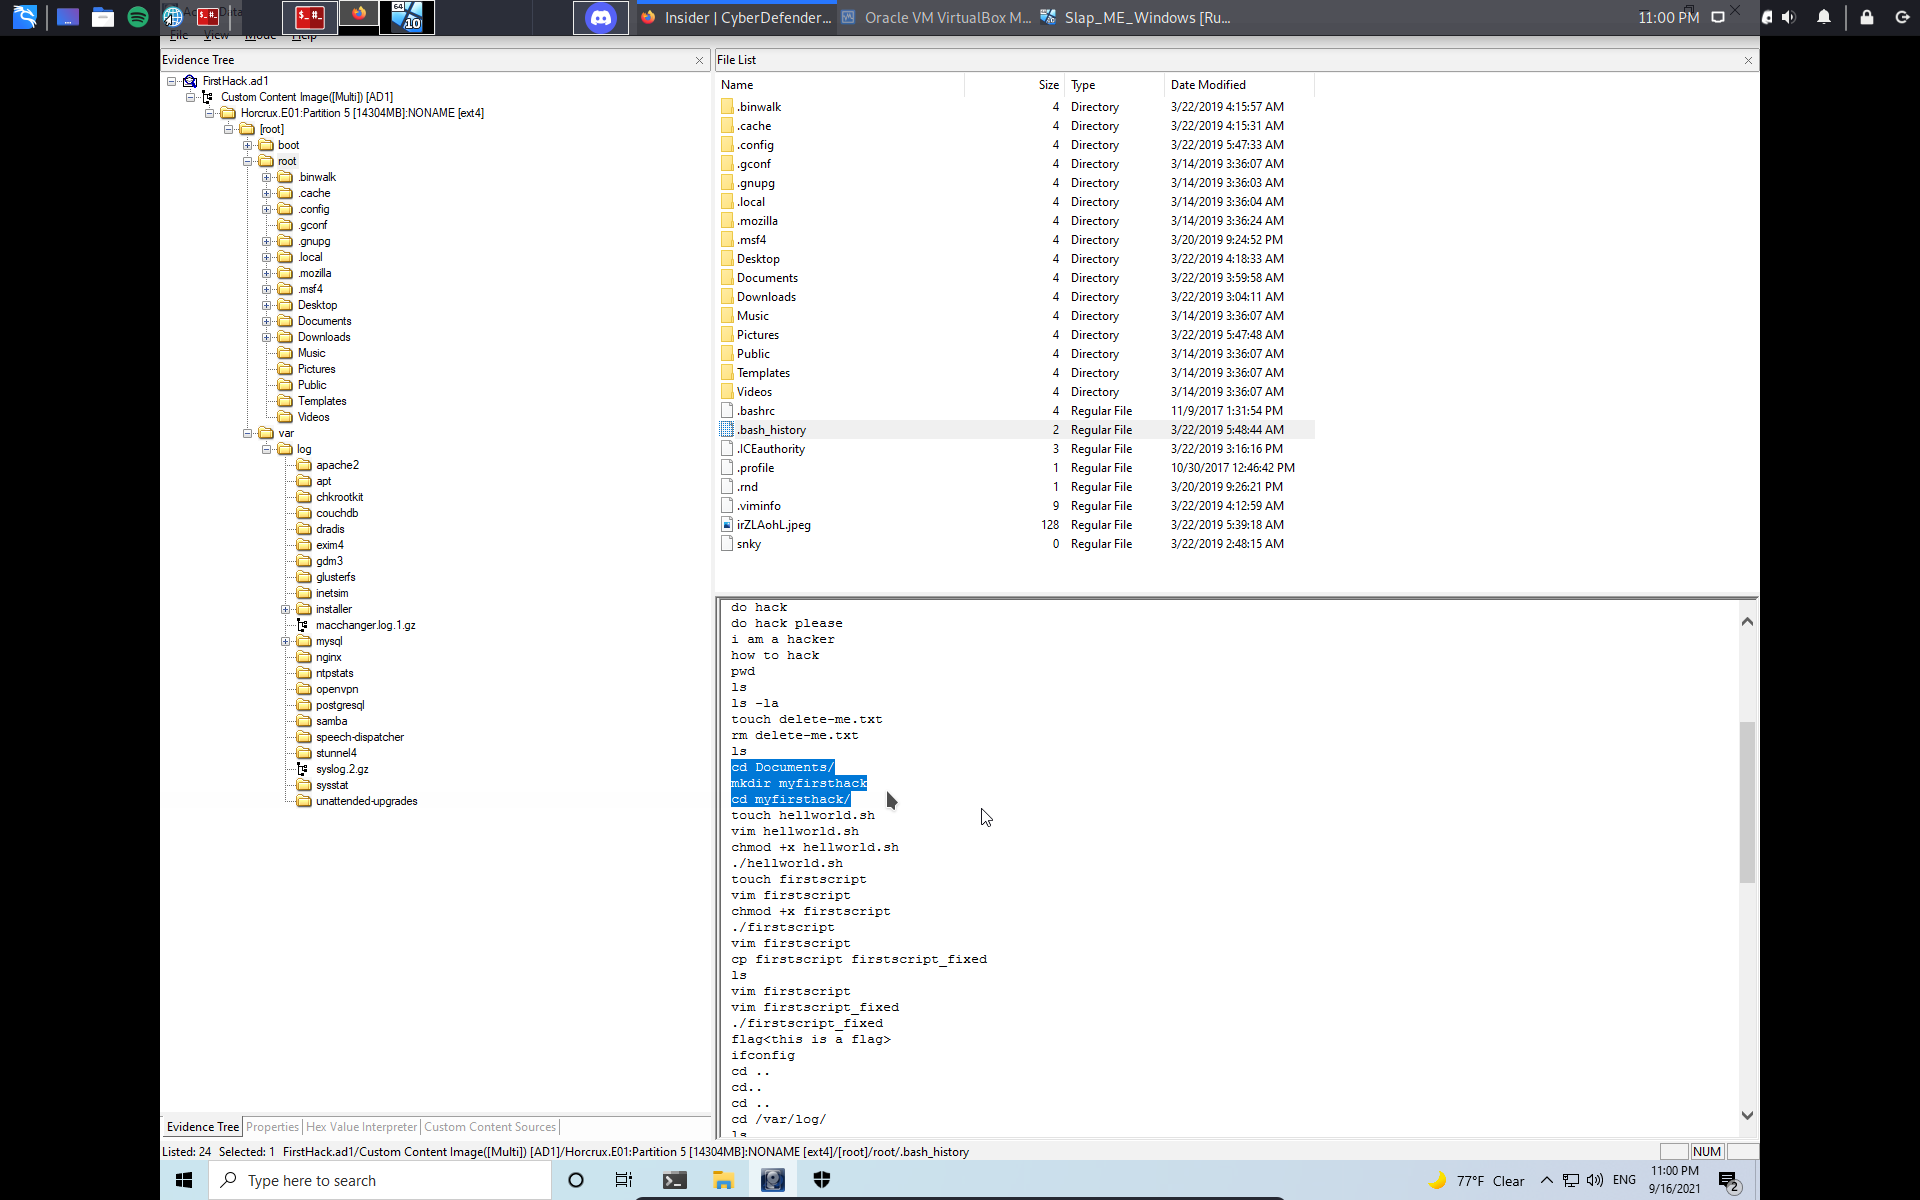 Insider | CyberDefender...
Oracle VM VirtualBox M...
Slap_ME_Windows [Ru...
11:00 PM
File View Mode Help
Evidence Tree
File List
FirstHack.ad1
Custom Content Image([Multi]) [AD1]
Horcrux.E01:Partition 5 [14304MB]:NONAME [ext4]
[root]
boot
root
.binwalk
.cache
.config
.gconf
.gnupg
.local
.mozilla
.msf4
Desktop
Documents
Downloads
Music
Pictures
Public
Templates
Videos
var
log
apache2
apt
chkrootkit
couchdb
dradis
exim4
gdm3
glusterfs
inetsim
installer
macchanger.log.1.gz
mysql
nginx
ntpstats
openvpn
postgresql
samba
speech-dispatcher
stunnel4
syslog.2.gz
sysstat
unattended-upgrades
Name Size Type Date Modified
.binwalk 4 Directory 3/22/2019 4:15:57 AM
.cache 4 Directory 3/22/2019 4:15:31 AM
.config 4 Directory 3/22/2019 5:47:33 AM
.gconf 4 Directory 3/14/2019 3:36:07 AM
.gnupg 4 Directory 3/14/2019 3:36:03 AM
.local 4 Directory 3/14/2019 3:36:04 AM
.mozilla 4 Directory 3/14/2019 3:36:24 AM
.msf4 4 Directory 3/20/2019 9:24:52 PM
Desktop 4 Directory 3/22/2019 4:18:33 AM
Documents 4 Directory 3/22/2019 3:59:58 AM
Downloads 4 Directory 3/22/2019 3:04:11 AM
Music 4 Directory 3/14/2019 3:36:07 AM
Pictures 4 Directory 3/22/2019 5:47:48 AM
Public 4 Directory 3/14/2019 3:36:07 AM
Templates 4 Directory 3/14/2019 3:36:07 AM
Videos 4 Directory 3/14/2019 3:36:07 AM
.bashrc 4 Regular File 11/9/2017 1:31:54 PM
.bash_history 2 Regular File 3/22/2019 5:48:44 AM
.ICEauthority 3 Regular File 3/22/2019 3:16:16 PM
.profile 1 Regular File 10/30/2017 12:46:42 PM
.rnd 1 Regular File 3/20/2019 9:26:21 PM
.viminfo 9 Regular File 3/22/2019 4:12:59 AM
irZLAohL.jpeg 128 Regular File 3/22/2019 5:39:18 AM
snky 0 Regular File 3/22/2019 2:48:15 AM
do hack
do hack please
i am a hacker
how to hack
pwd
ls
ls -la
touch delete-me.txt
rm delete-me.txt
ls
cd Documents/
mkdir myfirsthack
cd myfirsthack/
touch hellworld.sh
vim hellworld.sh
chmod +x hellworld.sh
./hellworld.sh
touch firstscript
vim firstscript
chmod +x firstscript
./firstscript
vim firstscript
cp firstscript firstscript_fixed
ls
vim firstscript
vim firstscript_fixed
./firstscript_fixed
flag<this is a flag>
ifconfig
cd ..
cd..
cd ..
cd /var/log/
ls
Evidence Tree Properties Hex Value Interpreter Custom Content Sources
Listed: 24 Selected: 1 FirstHack.ad1/Custom Content Image([Multi]) [AD1]/Horcrux.E01:Partition 5 [14304MB]:NONAME [ext4]/[root]/root/.bash_history
NUM
Type here to search
77°F Clear
ENG
11:00 PM
9/16/2021
2